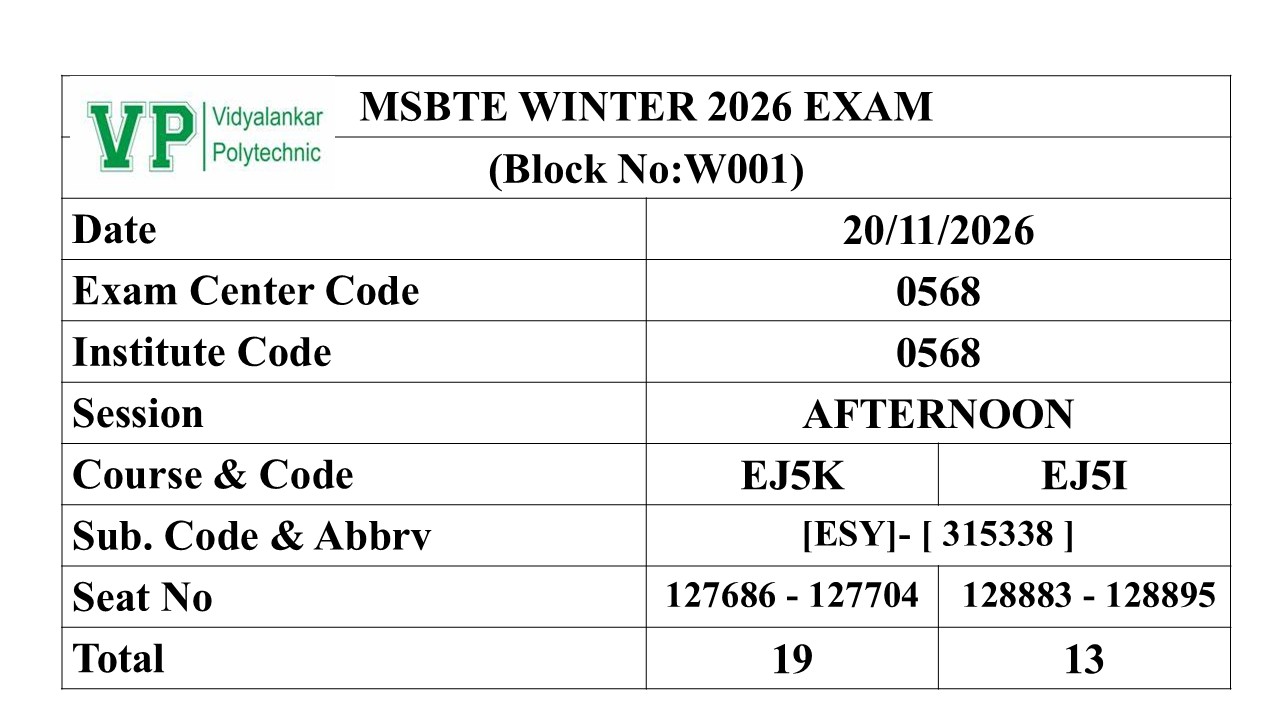 VP Vidyalankar Polytechnic
MSBTE WINTER 2026 EXAM
(Block No:W001)
Date 20/11/2026
Exam Center Code 0568
Institute Code 0568
Session AFTERNOON
Course & Code EJ5K EJ5I
Sub. Code & Abbrv [ESY]- [ 315338 ]
Seat No 127686 - 127704 128883 - 128895
Total 19 13